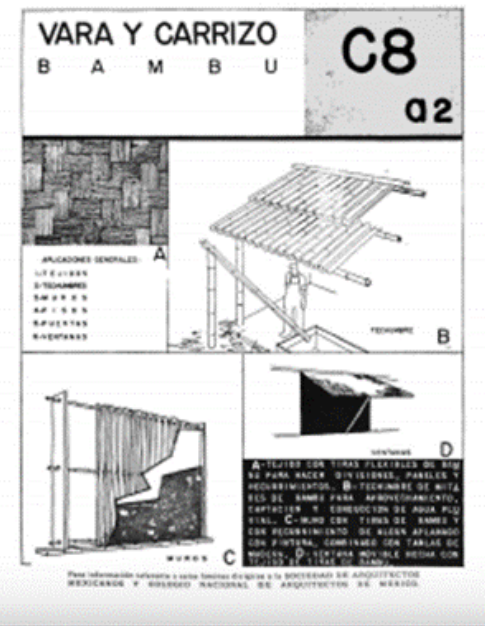 VARA Y CARRIZO
BAMBU
C8
a2
A
APLICACIONES GENERALES:
1-TEJIDOS
2-TECHUMBRES
3-MUROS
4-PISOS
5-PUERTAS
6-VENTANAS
TECHUMBRE
B
MUROS
C
VENTANAS
D
A-TEJIDO CON TIRAS FLEXIBLES DE BAM
BU PARA HACER DIVISIONES, PANELES Y
RECUBRIMIENTOS. B-TECHUMBRE DE MITA
DES DE BAMBU PARA APROVECHAMIENTO,
CAPTACION Y CONDUCCION DE AGUA PLU
VIAL. C-MURO CON TIRAS DE BAMBU Y
CON RECUBRIMIENTO DE ALGUN APLANADO
CON PINTURA, COMBINADO CON TABLAS DE
MADERA. D-VENTANA MOVIBLE HECHA CON
TEJIDO DE TIRAS DE BAMBU.
Para información referente a estas láminas dirigirse a la SOCIEDAD DE ARQUITECTOS
MEXICANOS Y COLEGIO NACIONAL DE ARQUITECTOS DE MEXICO.